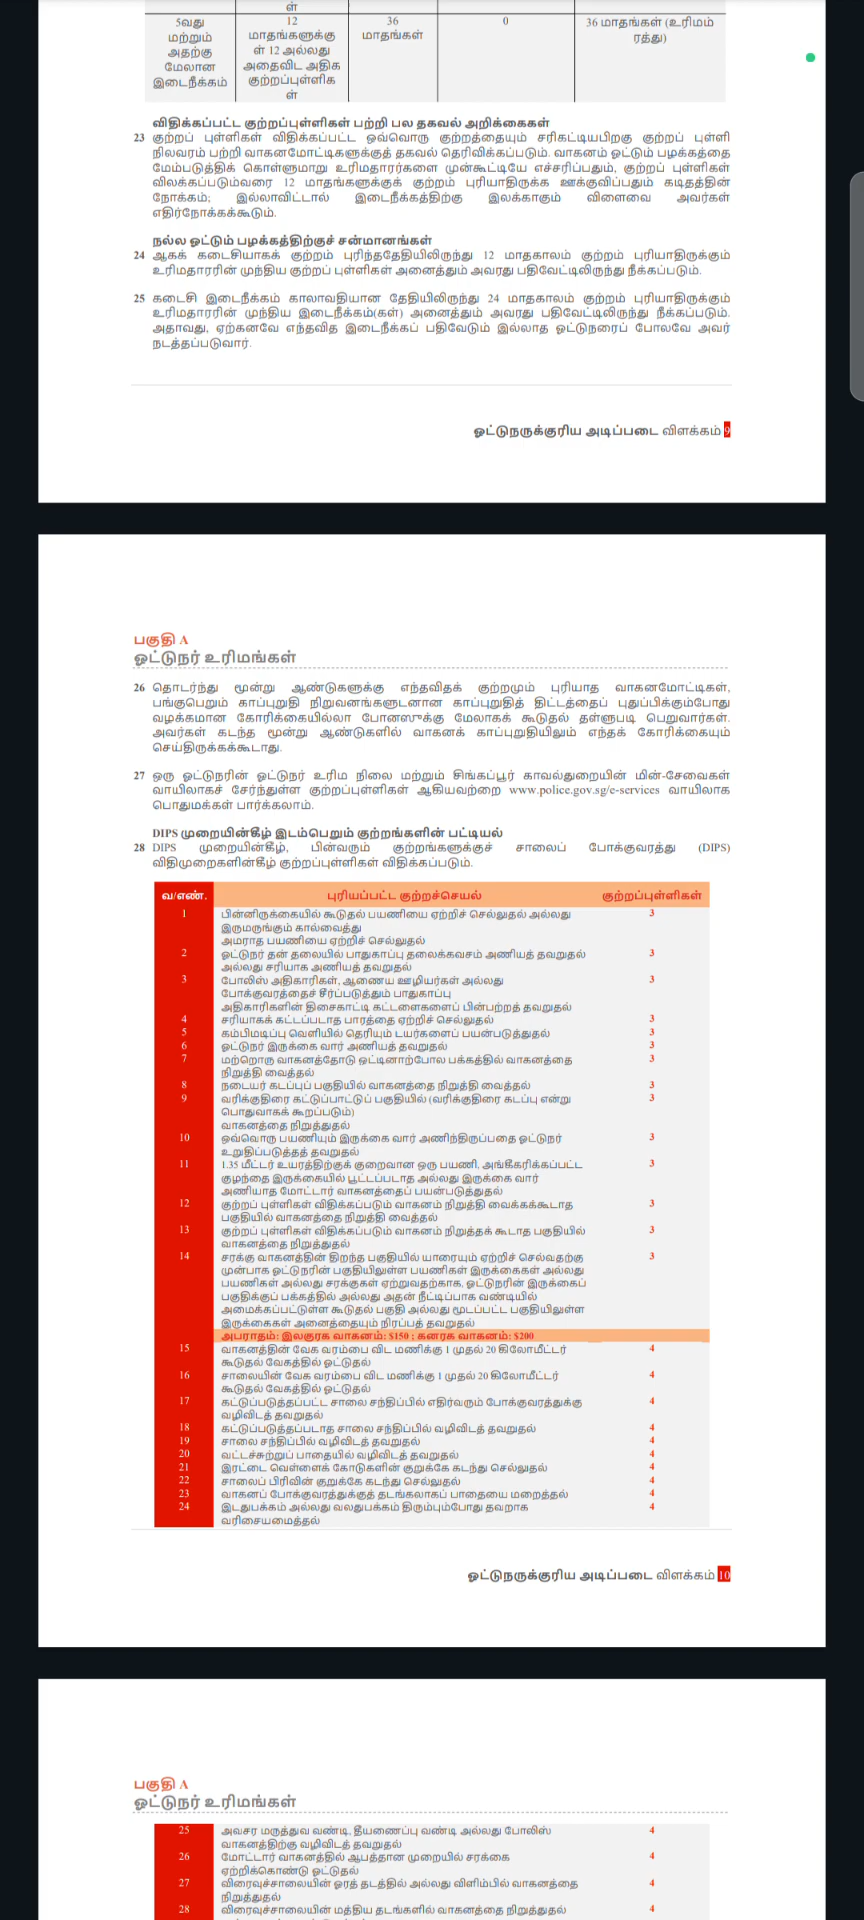 ள்
5வது 12 36 0 36 மாதங்கள் (உரிமம்
மற்றும் மாதங்களுக்கு மாதங்கள் ரத்து)
அதற்கு ள் 12 அல்லது
மேலான அதைவிட அதிக
இடைநீக்கம் குற்றப்புள்ளிக
ள்
விதிக்கப்பட்ட குற்றப்புள்ளிகள் பற்றி பல தகவல் அறிக்கைகள்
23 குற்றப் புள்ளிகள் விதிக்கப்பட்ட ஒவ்வொரு குற்றத்தையும் சரிகட்டியபிறகு குற்றப் புள்ளி
நிலவரம் பற்றி வாகனமோட்டிகளுக்குத் தகவல் தெரிவிக்கப்படும். வாகனம் ஓட்டும் பழக்கத்தை
மேம்படுத்திக் கொள்ளுமாறு உரிமதாரர்களை முன்கூட்டியே எச்சரிப்பதும், குற்றப் புள்ளிகள்
விலக்கப்படும்வரை 12 மாதங்களுக்குக் குற்றம் புரியாதிருக்க ஊக்குவிப்பதும் கடிதத்தின்
நோக்கம்; இல்லாவிட்டால் இடைநீக்கத்திற்கு இலக்காகும் விளைவை அவர்கள்
எதிர்நோக்கக்கூடும்.
நல்ல ஓட்டும் பழக்கத்திற்குச் சன்மானங்கள்
24 ஆகக் கடைசியாகக் குற்றம் புரிந்ததேதியிலிருந்து 12 மாதகாலம் குற்றம் புரியாதிருக்கும்
உரிமதாரரின் முந்திய குற்றப் புள்ளிகள் அனைத்தும் அவரது பதிவேட்டிலிருந்து நீக்கப்படும்.
25 கடைசி இடைநீக்கம் காலாவதியான தேதியிலிருந்து 24 மாதகாலம் குற்றம் புரியாதிருக்கும்
உரிமதாரரின் முந்திய இடைநீக்கம்(கள்) அனைத்தும் அவரது பதிவேட்டிலிருந்து நீக்கப்படும்.
அதாவது, ஏற்கனவே எந்தவித இடைநீக்கப் பதிவேடும் இல்லாத ஓட்டுநரைப் போலவே அவர்
நடத்தப்படுவார்.
ஓட்டுநருக்குரிய அடிப்படை விளக்கம் 9
பகுதி A
ஓட்டுநர் உரிமங்கள்
26 தொடர்ந்து மூன்று ஆண்டுகளுக்கு எந்தவிதக் குற்றமும் புரியாத வாகனமோட்டிகள்,
பங்குபெறும் காப்புறுதி நிறுவனங்களுடனான காப்புறுதித் திட்டத்தைப் புதுப்பிக்கும்போது
வழக்கமான கோரிக்கையில்லா போனஸுக்கு மேலாகக் கூடுதல் தள்ளுபடி பெறுவார்கள்.
அவர்கள் கடந்த மூன்று ஆண்டுகளில் வாகனக் காப்புறுதியிலும் எந்தக் கோரிக்கையும்
செய்திருக்கக்கூடாது.
27 ஒரு ஓட்டுநரின் ஓட்டுநர் உரிம நிலை மற்றும் சிங்கப்பூர் காவல்துறையின் மின்-சேவைகள்
வாயிலாகச் சேர்ந்துள்ள குற்றப்புள்ளிகள் ஆகியவற்றை www.police.gov.sg/e-services வாயிலாக
பொதுமக்கள் பார்க்கலாம்.
DIPS முறையின்கீழ் இடம்பெறும் குற்றங்களின் பட்டியல்
28 DIPS முறையின்கீழ், பின்வரும் குற்றங்களுக்குச் சாலைப் போக்குவரத்து (DIPS)
விதிமுறைகளின்கீழ் குற்றப்புள்ளிகள் விதிக்கப்படும்.
வ/எண். புரியப்பட்ட குற்றச்செயல் குற்றப்புள்ளிகள்
1 பின்னிருக்கையில் கூடுதல் பயணியை ஏற்றிச் செல்லுதல் அல்லது 3
இருமருங்கும் கால்வைத்து
அமராத பயணியை ஏற்றிச் செல்லுதல்
2 ஓட்டுநர் தன் தலையில் பாதுகாப்பு தலைக்கவசம் அணியத் தவறுதல் 3
அல்லது சரியாக அணியத் தவறுதல்
3 போலிஸ் அதிகாரிகள், ஆணைய ஊழியர்கள் அல்லது 3
போக்குவரத்தைச் சீர்ப்படுத்தும் பாதுகாப்பு
அதிகாரிகளின் திசைகாட்டி கட்டளைகளைப் பின்பற்றத் தவறுதல்
4 சரியாகக் கட்டப்படாத பாரத்தை ஏற்றிச் செல்லுதல் 3
5 கம்பிமடிப்பு வெளியில் தெரியும் டயர்களைப் பயன்படுத்துதல் 3
6 ஓட்டுநர் இருக்கை வார் அணியத் தவறுதல் 3
7 மற்றொரு வாகனத்தோடு ஒட்டினாற்போல பக்கத்தில் வாகனத்தை 3
நிறுத்தி வைத்தல்
8 நடையர் கடப்புப் பகுதியில் வாகனத்தை நிறுத்தி வைத்தல் 3
9 வரிக்குதிரை கட்டுப்பாட்டுப் பகுதியில் (வரிக்குதிரை கடப்பு என்று 3
பொதுவாகக் கூறப்படும்)
வாகனத்தை நிறுத்துதல்
10 ஒவ்வொரு பயணியும் இருக்கை வார் அணிந்திருப்பதை ஓட்டுநர் 3
உறுதிப்படுத்தத் தவறுதல்
11 1.35 மீட்டர் உயரத்திற்குக் குறைவான ஒரு பயணி, அங்கீகரிக்கப்பட்ட 3
குழந்தை இருக்கையில் பூட்டப்படாத அல்லது இருக்கை வார்
அணியாத மோட்டார் வாகனத்தைப் பயன்படுத்துதல்
12 குற்றப் புள்ளிகள் விதிக்கப்படும் வாகனம் நிறுத்தி வைக்கக்கூடாத 3
பகுதியில் வாகனத்தை நிறுத்தி வைத்தல்
13 குற்றப் புள்ளிகள் விதிக்கப்படும் வாகனம் நிறுத்தக் கூடாத பகுதியில் 3
வாகனத்தை நிறுத்துதல்
14 சரக்கு வாகனத்தின் திறந்த பகுதியில் யாரையும் ஏற்றிச் செல்வதற்கு 3
முன்பாக ஓட்டுநரின் பகுதியிலுள்ள பயணிகள் இருக்கைகள் அல்லது
பயணிகள் அல்லது சரக்குகள் ஏற்றுவதற்காக, ஓட்டுநரின் இருக்கைப்
பகுதிக்குப் பக்கத்தில் அல்லது அதன் நீட்டிப்பாக வண்டியில்
அமைக்கப்பட்டுள்ள கூடுதல் பகுதி அல்லது மூடப்பட்ட பகுதியிலுள்ள
இருக்கைகள் அனைத்தையும் நிரப்பத் தவறுதல்
அபராதம்: இலகுரக வாகனம்: $150 ; கனரக வாகனம்: $200
15 வாகனத்தின் வேக வரம்பை விட மணிக்கு 1 முதல் 20 கிலோமீட்டர் 4
கூடுதல் வேகத்தில் ஓட்டுதல்
16 சாலையின் வேக வரம்பை விட மணிக்கு 1 முதல் 20 கிலோமீட்டர் 4
கூடுதல் வேகத்தில் ஓட்டுதல்
17 கட்டுப்படுத்தப்பட்ட சாலை சந்திப்பில் எதிர்வரும் போக்குவரத்துக்கு 4
வழிவிடத் தவறுதல்
18 கட்டுப்படுத்தப்படாத சாலை சந்திப்பில் வழிவிடத் தவறுதல் 4
19 சாலை சந்திப்பில் வழிவிடத் தவறுதல் 4
20 வட்டச்சுற்றுப் பாதையில் வழிவிடத் தவறுதல் 4
21 இரட்டை வெள்ளைக் கோடுகளின் குறுக்கே கடந்து செல்லுதல் 4
22 சாலைப் பிரிவின் குறுக்கே கடந்து செல்லுதல் 4
23 வாகனப் போக்குவரத்துக்குத் தடங்கலாகப் பாதையை மறைத்தல் 4
24 இடதுபக்கம் அல்லது வலதுபக்கம் திரும்பும்போது தவறாக 4
வரிசையமைத்தல்
ஓட்டுநருக்குரிய அடிப்படை விளக்கம் 10
பகுதி A
ஓட்டுநர் உரிமங்கள்
25 அவசர மருத்துவ வண்டி, தீயணைப்பு வண்டி அல்லது போலிஸ் 4
வாகனத்திற்கு வழிவிடத் தவறுதல்
26 மோட்டார் வாகனத்தில் ஆபத்தான முறையில் சரக்கை 4
ஏற்றிக்கொண்டு ஓட்டுதல்
27 விரைவுச்சாலையின் ஓரத் தடத்தில் அல்லது விளிம்பில் வாகனத்தை 4
நிறுத்துதல்
28 விரைவுச்சாலையின் மத்திய தடங்களில் வாகனத்தை நிறுத்துதல் 4